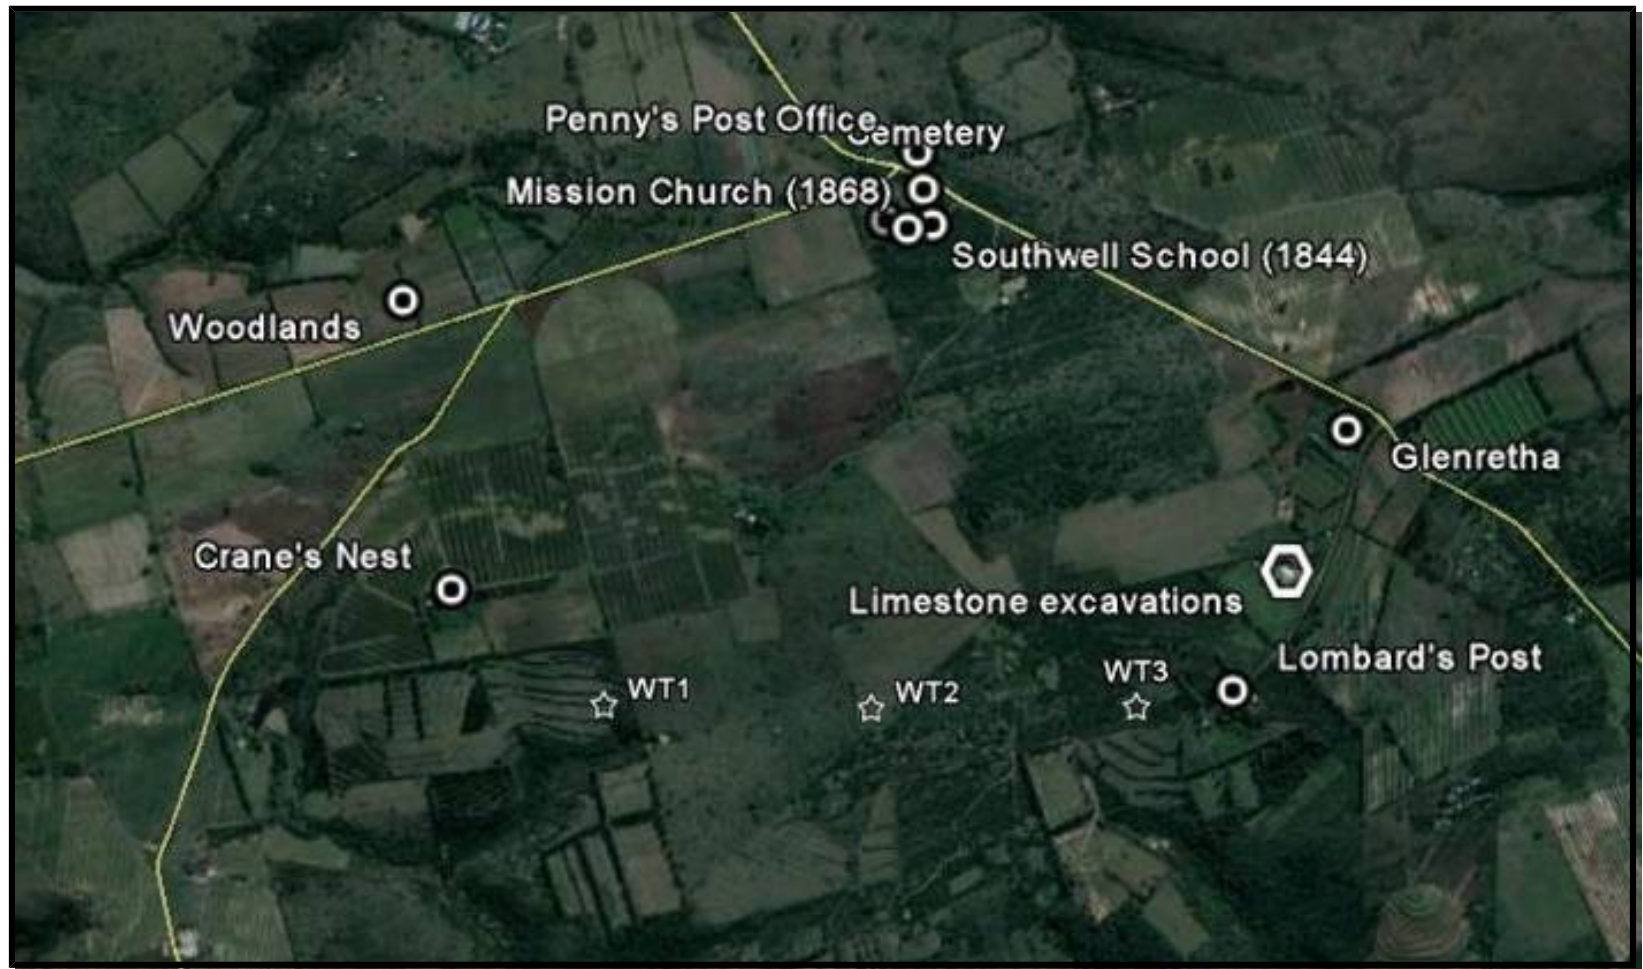 Penny's Post Office
Cemetery
Mission Church (1868)
Southwell School (1844)
Woodlands
Glenretha
Crane's Nest
Limestone excavations
Lombard's Post
WT1
WT2
WT3